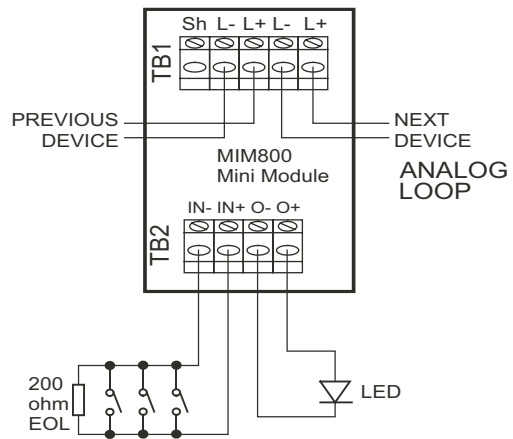 Sh L- L+ L- L+
TB1
PREVIOUS
DEVICE
NEXT
DEVICE
MIM800
Mini Module
ANALOG
LOOP
IN- IN+ O- O+
TB2
200
ohm
EOL
LED